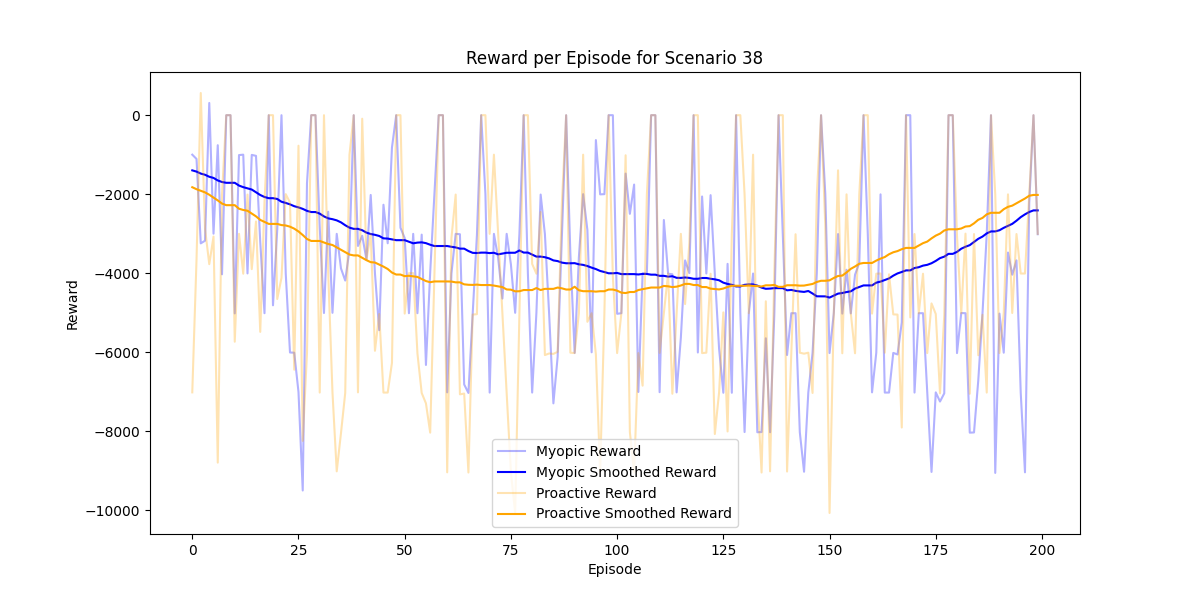 Reward per Episode for Scenario 38
Reward
0
−2000
−4000
−6000
−8000
−10000
Myopic Reward
Myopic Smoothed Reward
Proactive Reward
Proactive Smoothed Reward
0 25 50 75 100 125 150 175 200
Episode